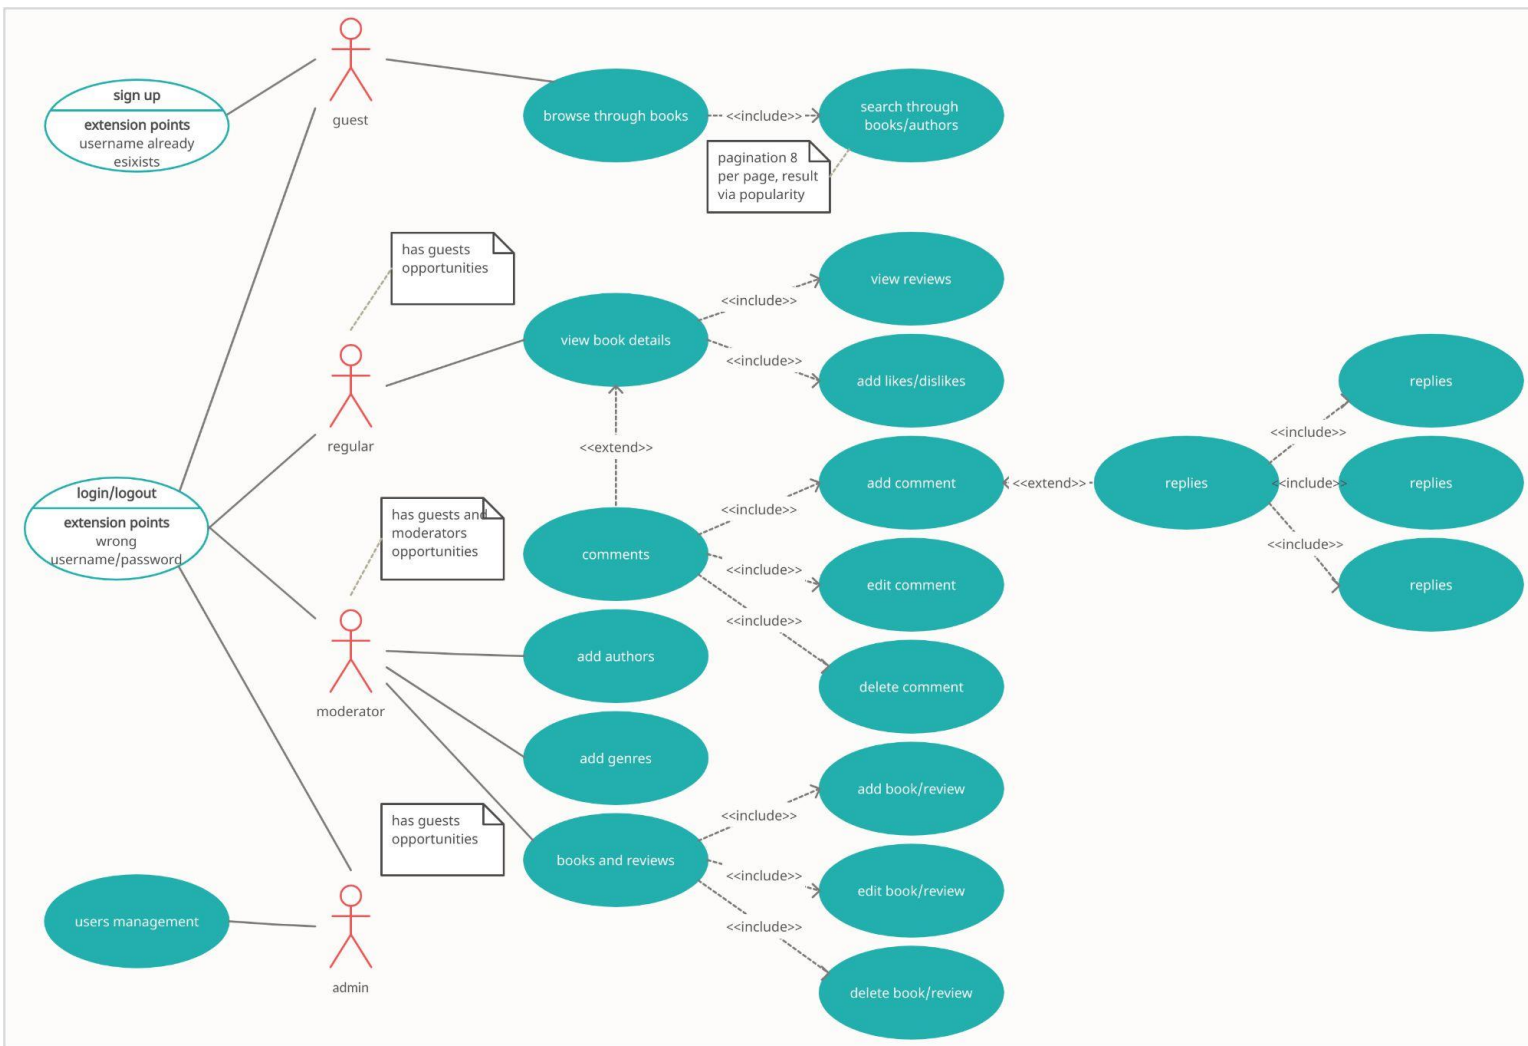 guest
sign up
extension points
username already
esixists
browse through books
<<include>>
search through
books/authors
pagination 8
per page, result
via popularity
has guests
opportunities
regular
view book details
<<include>>
view reviews
<<include>>
add likes/dislikes
<<extend>>
login/logout
extension points
wrong
username/password
has guests and
moderators
opportunities
comments
<<include>>
add comment
<<include>>
edit comment
<<include>>
delete comment
<<extend>>
replies
<<include>>
replies
<<include>>
replies
<<include>>
replies
moderator
add authors
add genres
has guests
opportunities
books and reviews
<<include>>
add book/review
<<include>>
edit book/review
<<include>>
delete book/review
users management
admin